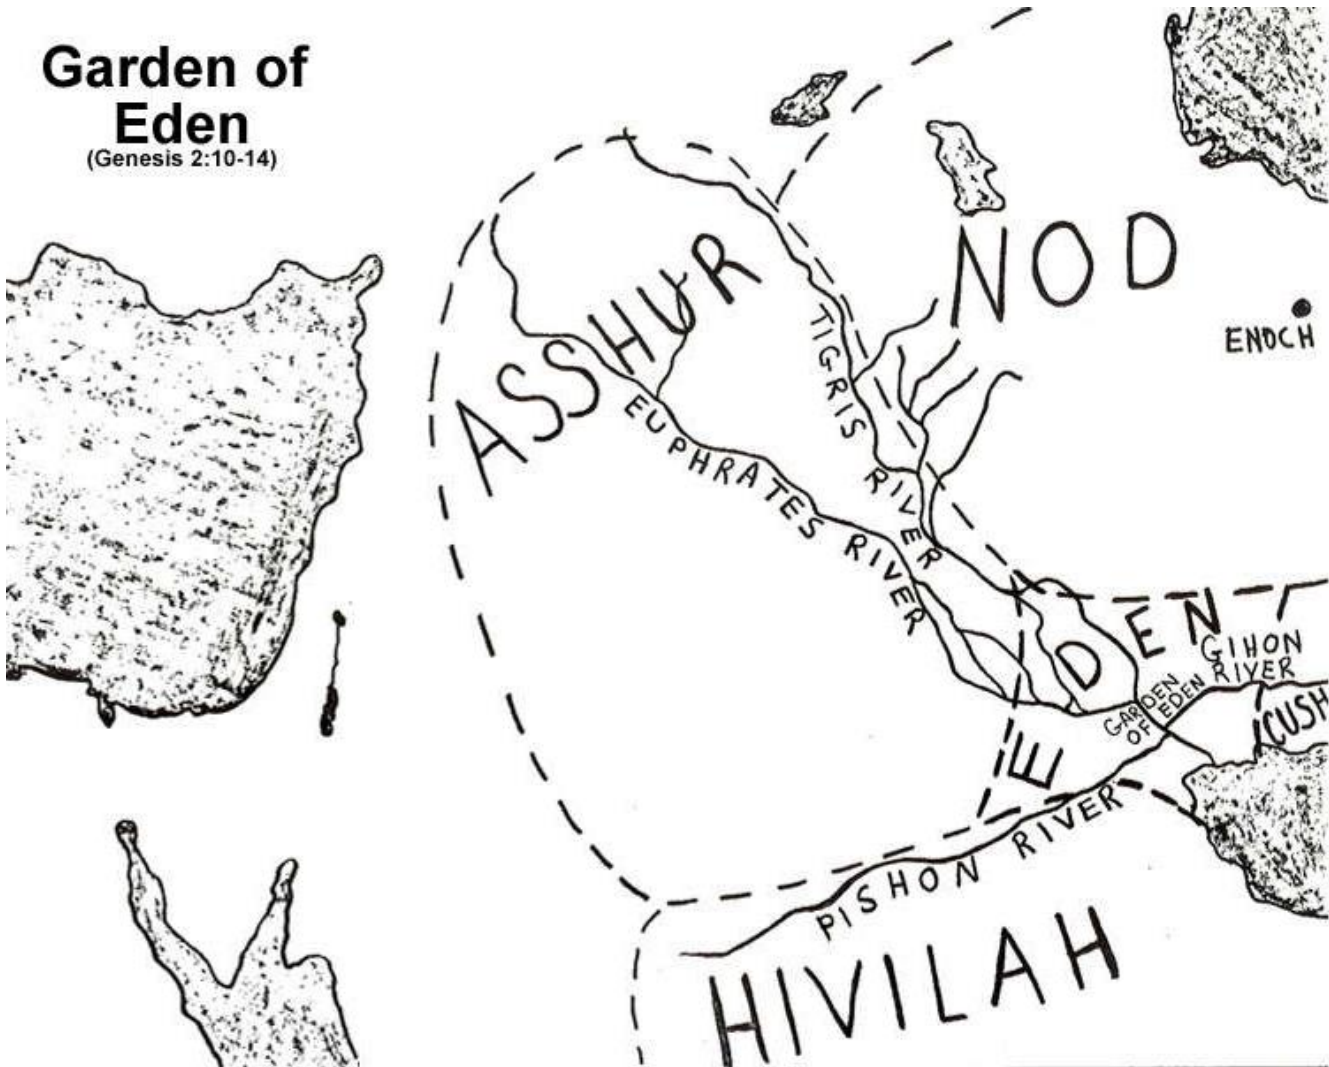 Garden of
Eden
(Genesis 2:10-14)
NOD
ENOCH
ASSHUR
TIGRIS RIVER
EUPHRATES RIVER
EDEN
GIHON
RIVER
GARDEN
OF EDEN
CUSH
PISHON RIVER
HIVILAH